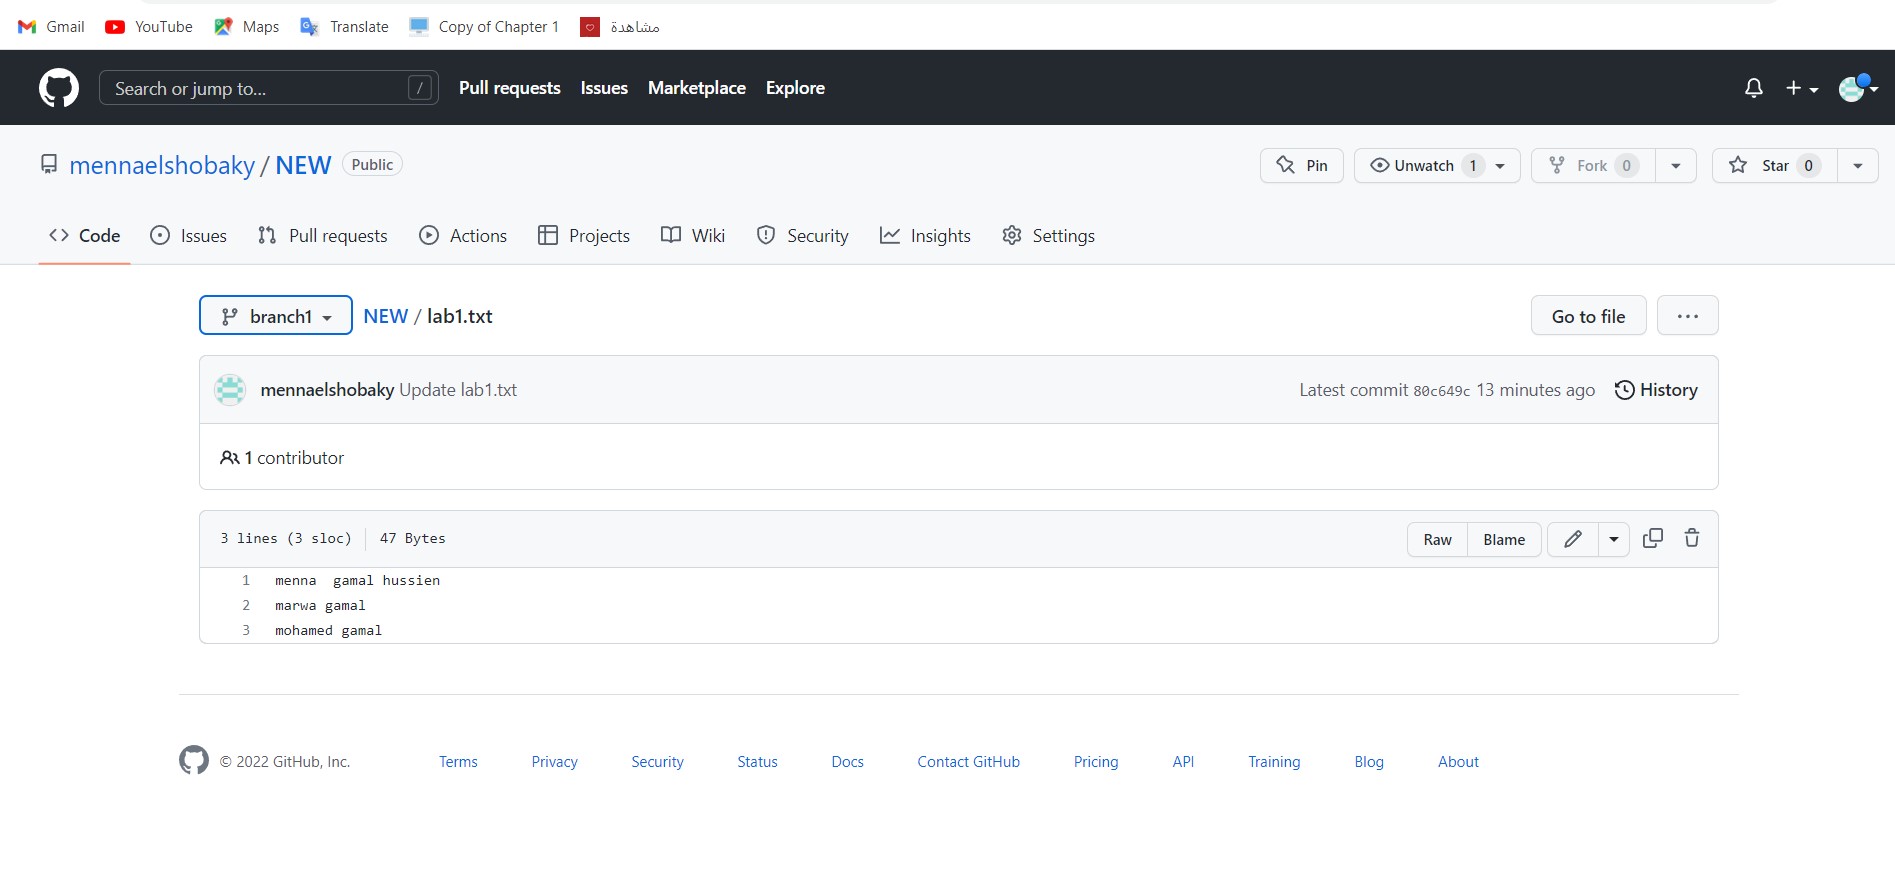 Gmail YouTube Maps Translate Copy of Chapter 1 مشاهدة
Search or jump to... / Pull requests Issues Marketplace Explore
mennaelshobaky / NEW Public Pin Unwatch 1 Fork 0 Star 0
Code Issues Pull requests Actions Projects Wiki Security Insights Settings
branch1 NEW / lab1.txt Go to file ...
mennaelshobaky Update lab1.txt Latest commit 80c649c 13 minutes ago History
1 contributor
3 lines (3 sloc) 47 Bytes Raw Blame
1 menna  gamal hussien
2 marwa gamal
3 mohamed gamal
© 2022 GitHub, Inc. Terms Privacy Security Status Docs Contact GitHub Pricing API Training Blog About